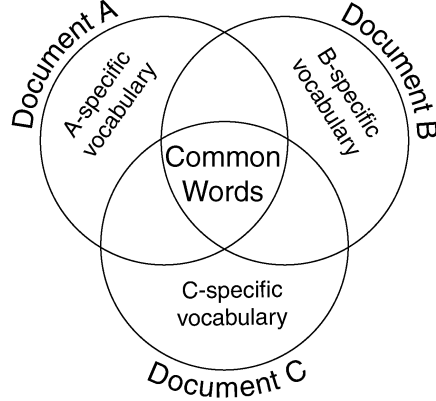 Document A
A-specific
vocabulary
Document B
B-specific
vocabulary
Common
Words
C-specific
vocabulary
Document C